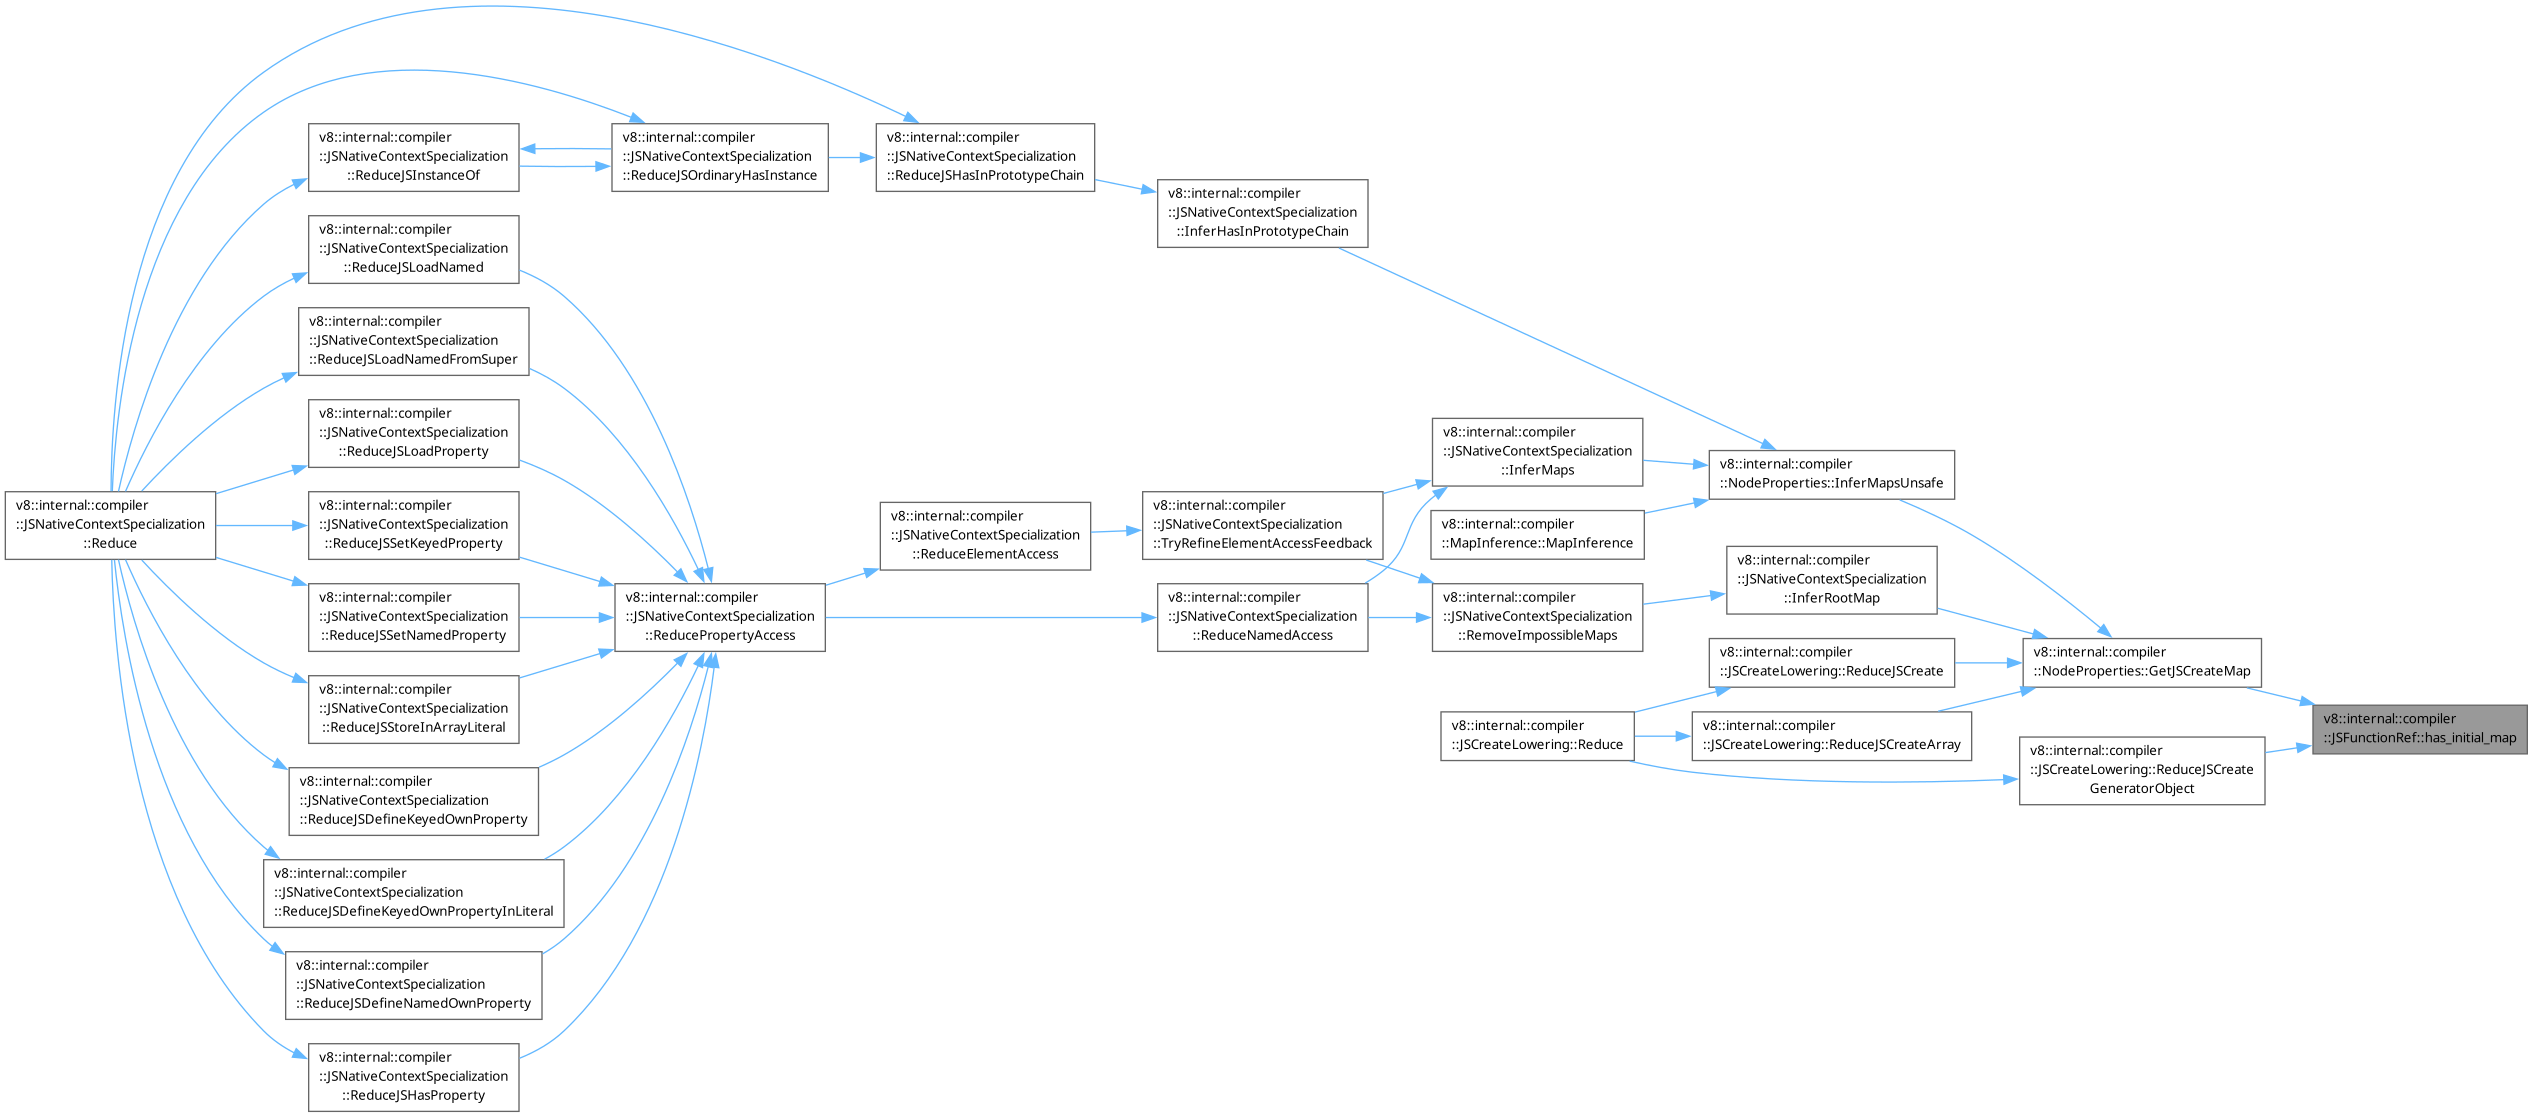 v8::internal::compiler
::JSNativeContextSpecialization
::Reduce
v8::internal::compiler
::JSNativeContextSpecialization
::ReduceJSInstanceOf
v8::internal::compiler
::JSNativeContextSpecialization
::ReduceJSLoadNamed
v8::internal::compiler
::JSNativeContextSpecialization
::ReduceJSLoadNamedFromSuper
v8::internal::compiler
::JSNativeContextSpecialization
::ReduceJSLoadProperty
v8::internal::compiler
::JSNativeContextSpecialization
::ReduceJSSetKeyedProperty
v8::internal::compiler
::JSNativeContextSpecialization
::ReduceJSSetNamedProperty
v8::internal::compiler
::JSNativeContextSpecialization
::ReduceJSStoreInArrayLiteral
v8::internal::compiler
::JSNativeContextSpecialization
::ReduceJSDefineKeyedOwnProperty
v8::internal::compiler
::JSNativeContextSpecialization
::ReduceJSDefineKeyedOwnPropertyInLiteral
v8::internal::compiler
::JSNativeContextSpecialization
::ReduceJSDefineNamedOwnProperty
v8::internal::compiler
::JSNativeContextSpecialization
::ReduceJSHasProperty
v8::internal::compiler
::JSNativeContextSpecialization
::ReduceJSOrdinaryHasInstance
v8::internal::compiler
::JSNativeContextSpecialization
::ReducePropertyAccess
v8::internal::compiler
::JSNativeContextSpecialization
::ReduceJSHasInPrototypeChain
v8::internal::compiler
::JSNativeContextSpecialization
::ReduceElementAccess
v8::internal::compiler
::JSNativeContextSpecialization
::InferHasInPrototypeChain
v8::internal::compiler
::JSNativeContextSpecialization
::TryRefineElementAccessFeedback
v8::internal::compiler
::JSNativeContextSpecialization
::ReduceNamedAccess
v8::internal::compiler
::JSNativeContextSpecialization
::InferMaps
v8::internal::compiler
::MapInference::MapInference
v8::internal::compiler
::JSNativeContextSpecialization
::RemoveImpossibleMaps
v8::internal::compiler
::JSCreateLowering::Reduce
v8::internal::compiler
::NodeProperties::InferMapsUnsafe
v8::internal::compiler
::JSNativeContextSpecialization
::InferRootMap
v8::internal::compiler
::JSCreateLowering::ReduceJSCreate
v8::internal::compiler
::JSCreateLowering::ReduceJSCreateArray
v8::internal::compiler
::NodeProperties::GetJSCreateMap
v8::internal::compiler
::JSCreateLowering::ReduceJSCreate
GeneratorObject
v8::internal::compiler
::JSFunctionRef::has_initial_map